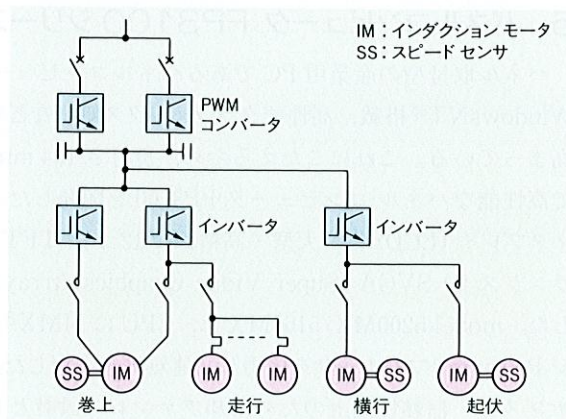 IM：インダクション モータ
SS：スピード センサ
PWM
コンバータ
インバータ
インバータ
SS
IM
IM
IM
IM
SS
IM
SS
巻上
走行
横行
起伏